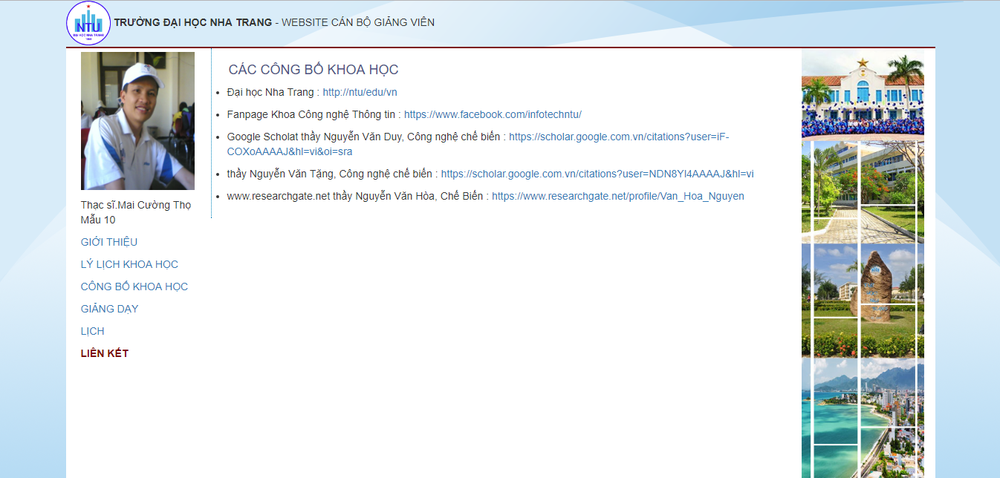 NTU
ĐẠI HỌC NHA TRANG
1959
TRƯỜNG ĐẠI HỌC NHA TRANG - WEBSITE CÁN BỘ GIẢNG VIÊN
Thạc sĩ.Mai Cường Thọ
Mẫu 10
GIỚI THIỆU
LÝ LỊCH KHOA HỌC
CÔNG BỐ KHOA HỌC
GIẢNG DẠY
LỊCH
LIÊN KẾT
CÁC CÔNG BỐ KHOA HỌC
• Đại học Nha Trang : http://ntu/edu/vn
• Fanpage Khoa Công nghệ Thông tin : https://www.facebook.com/infotechntu/
• Google Scholat thầy Nguyễn Văn Duy, Công nghệ chế biến : https://scholar.google.com.vn/citations?user=iF-
COXoAAAAJ&hl=vi&oi=sra
• thầy Nguyễn Văn Tặng, Công nghệ chế biến : https://scholar.google.com.vn/citations?user=NDN8YI4AAAAJ&hl=vi
• www.researchgate.net thầy Nguyễn Văn Hòa, Chế Biến : https://www.researchgate.net/profile/Van_Hoa_Nguyen